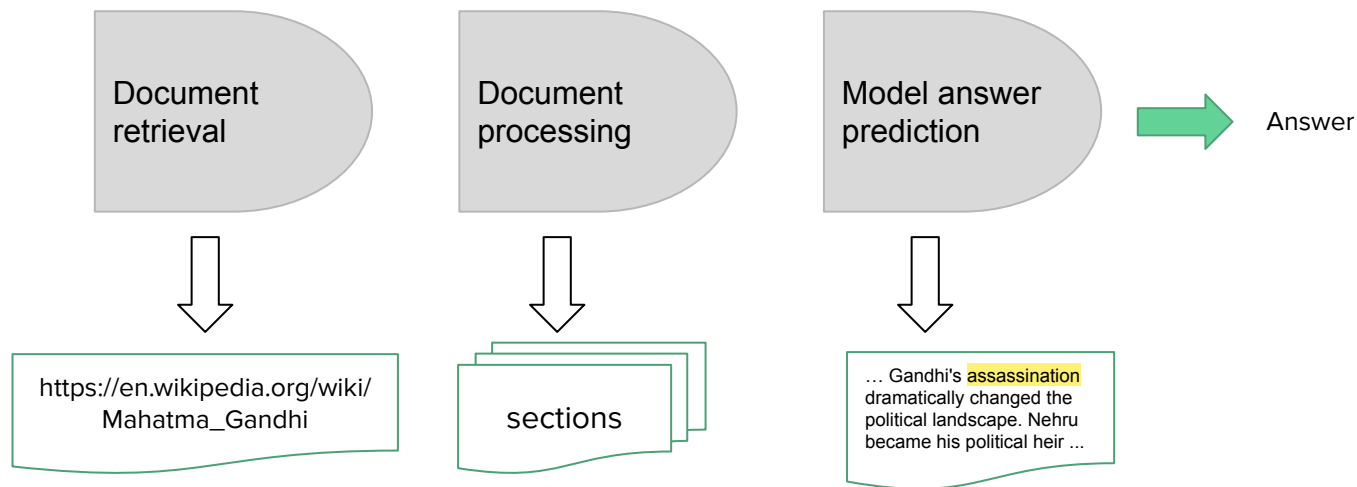 Document
retrieval
Document
processing
Model answer
prediction
Answer
https://en.wikipedia.org/wiki/
Mahatma_Gandhi
sections
… Gandhi's assassination
dramatically changed the
political landscape. Nehru
became his political heir ...